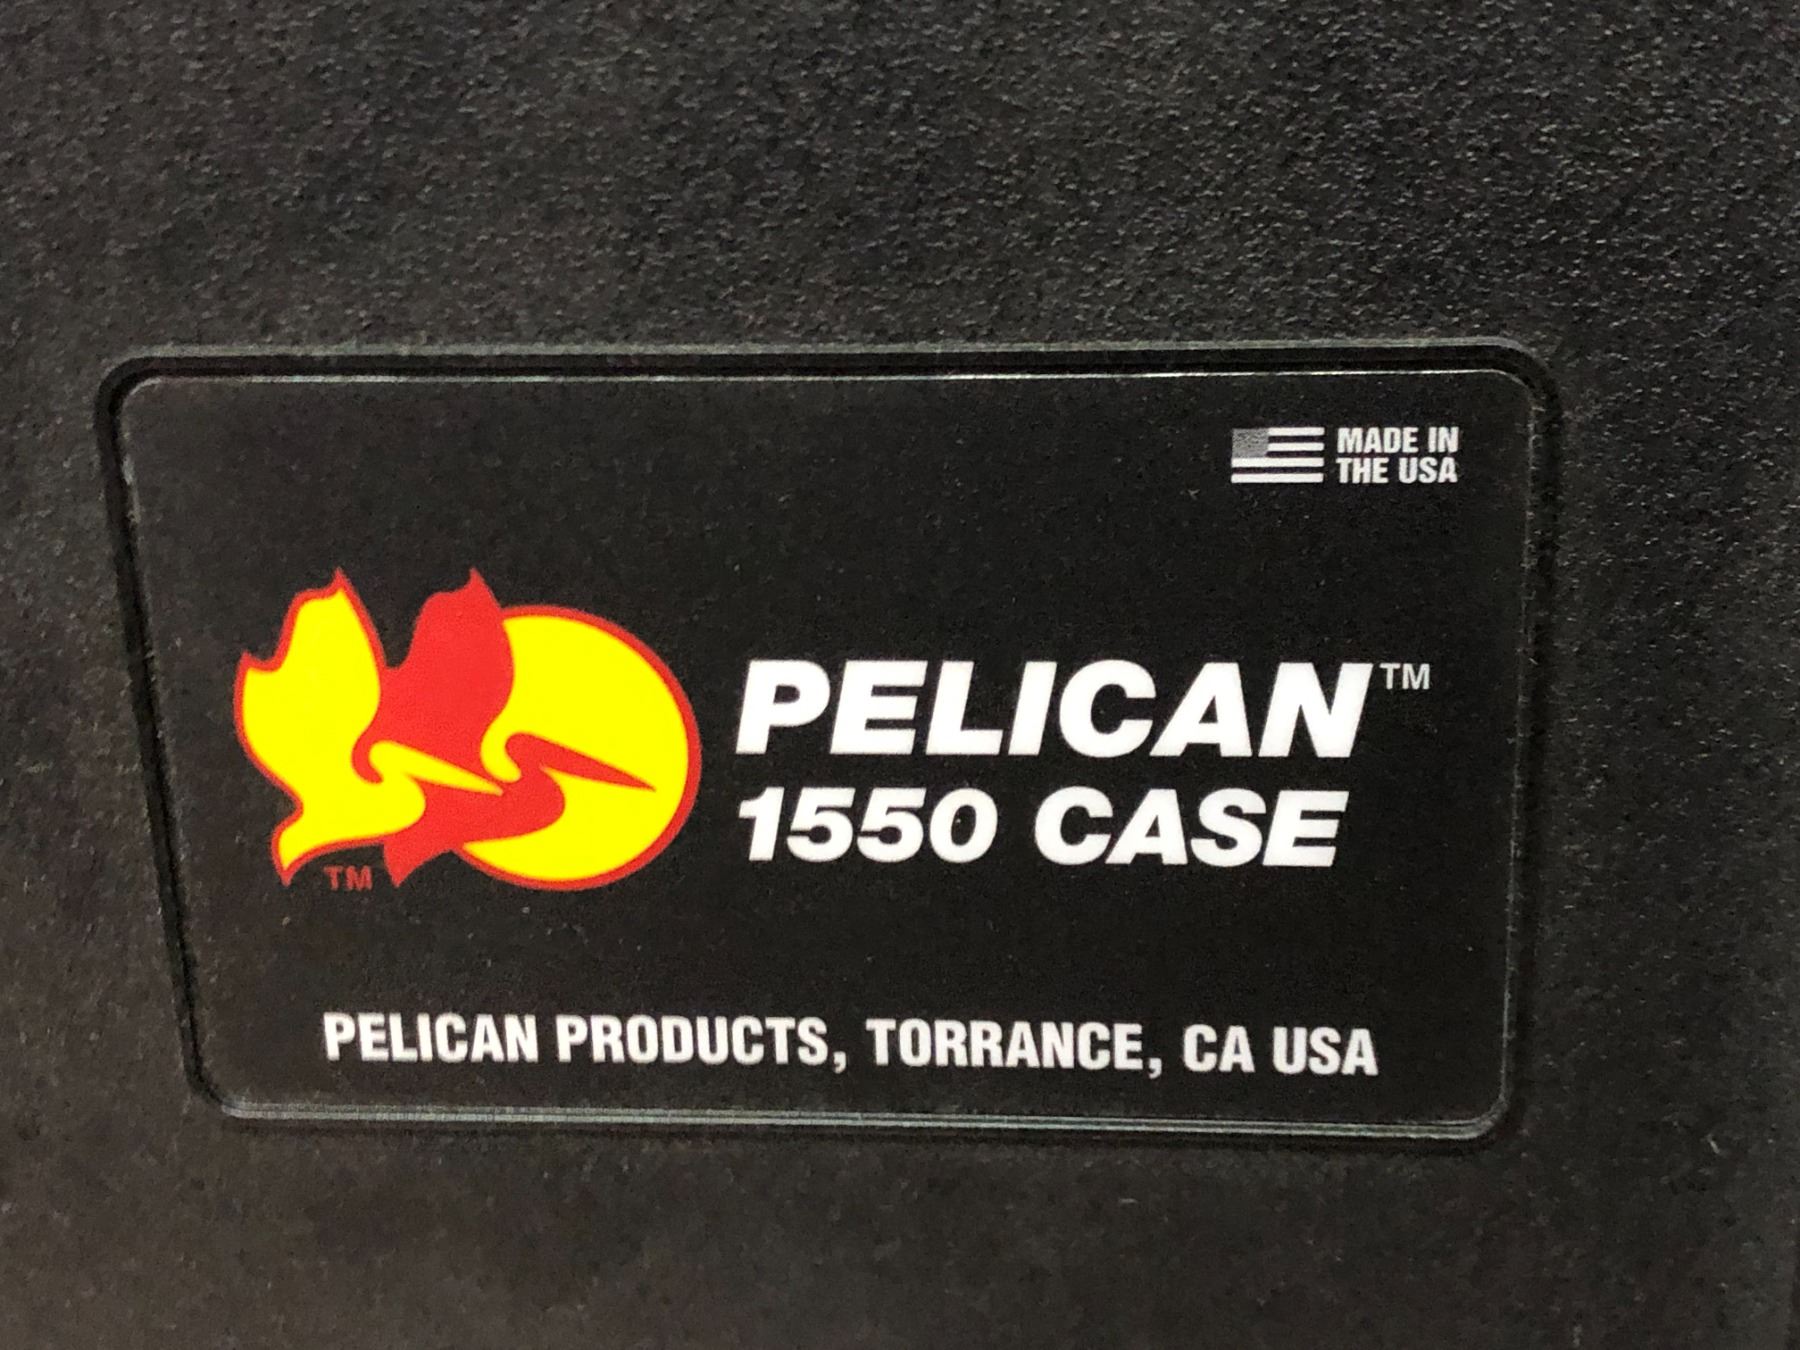 MADE IN
THE USA
PELICAN™
1550 CASE
TM
PELICAN PRODUCTS, TORRANCE, CA USA